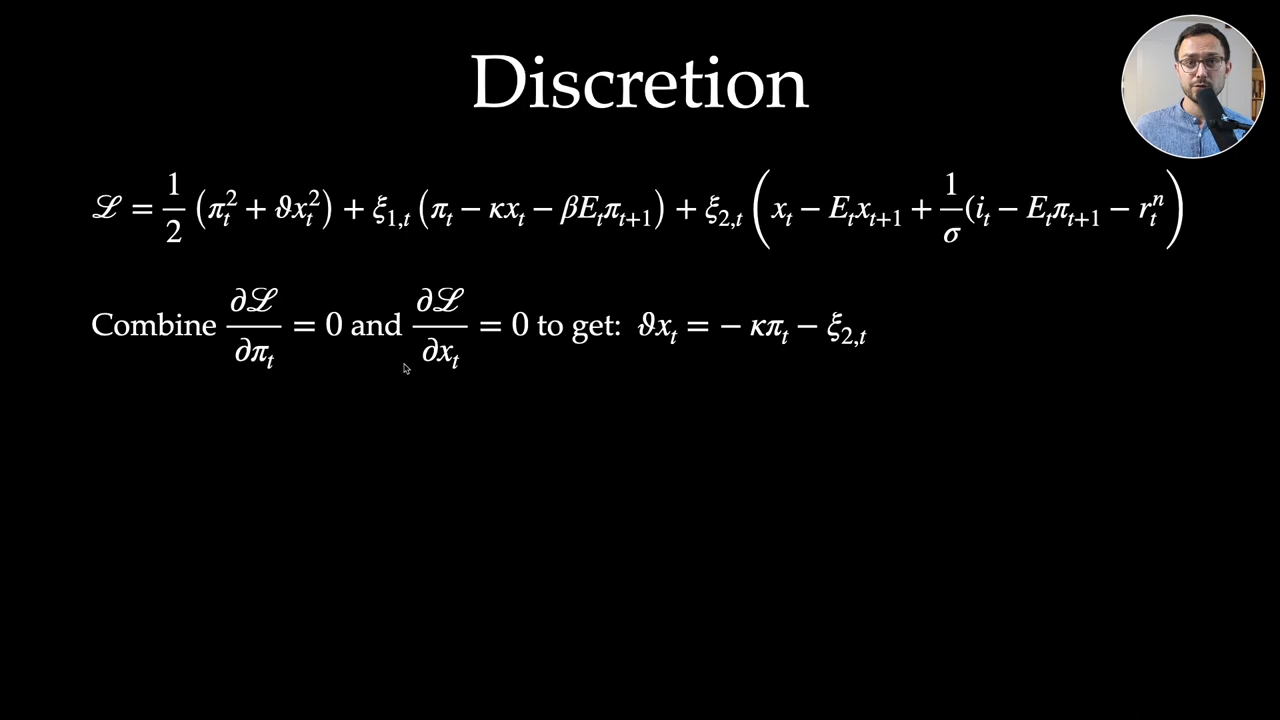 Discretion
ℒ = 1/2 (π_t^2 + ϑx_t^2) + ξ_{1,t} (π_t − κx_t − βE_tπ_{t+1}) + ξ_{2,t} (x_t − E_tx_{t+1} + 1/σ (i_t − E_tπ_{t+1} − r_t^n)
Combine ∂ℒ/∂π_t = 0 and ∂ℒ/∂x_t = 0 to get: ϑx_t = − κπ_t − ξ_{2,t}